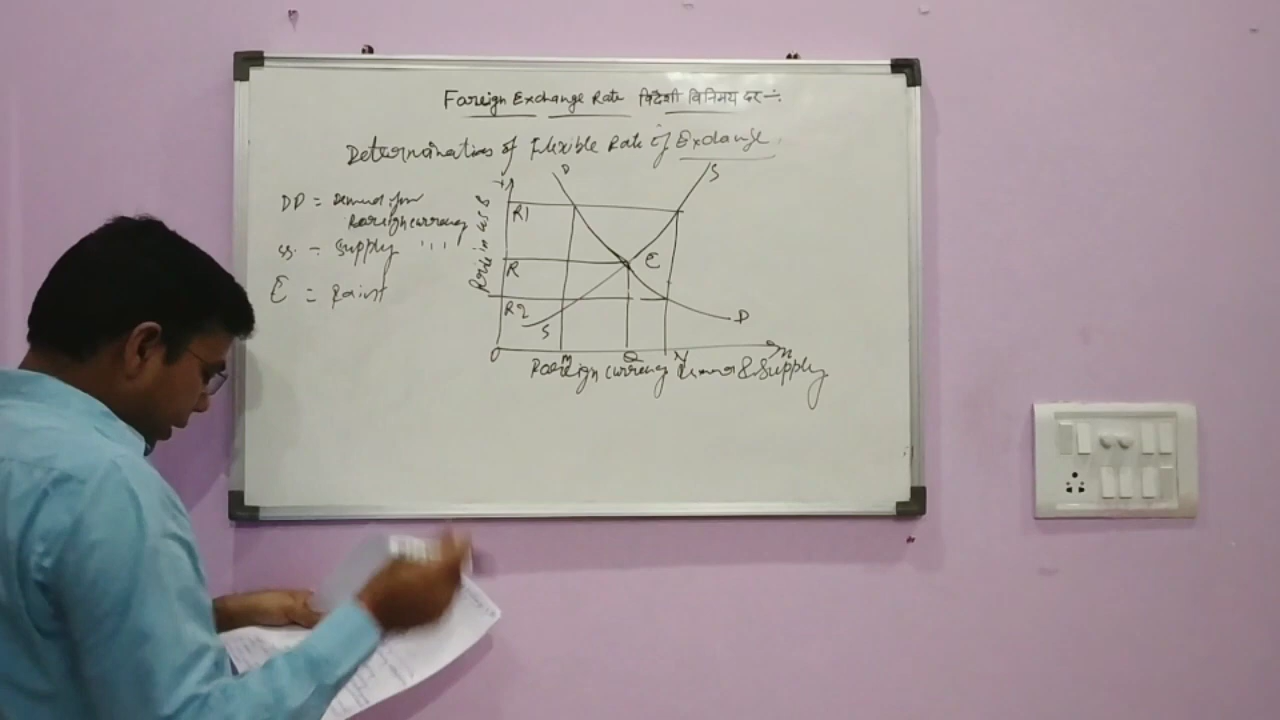 Foreign Exchange Rate विदेशी विनिमय दर ÷
Determination of Flexible Rate of Exchange
DD = Demand for
Foreign currency
SS = Supply " "
E = Point
Y
Price in US $
R1
R
R2
D
S
E
S
D
O
M
Q
N
X
Foreign currency Demand & Supply